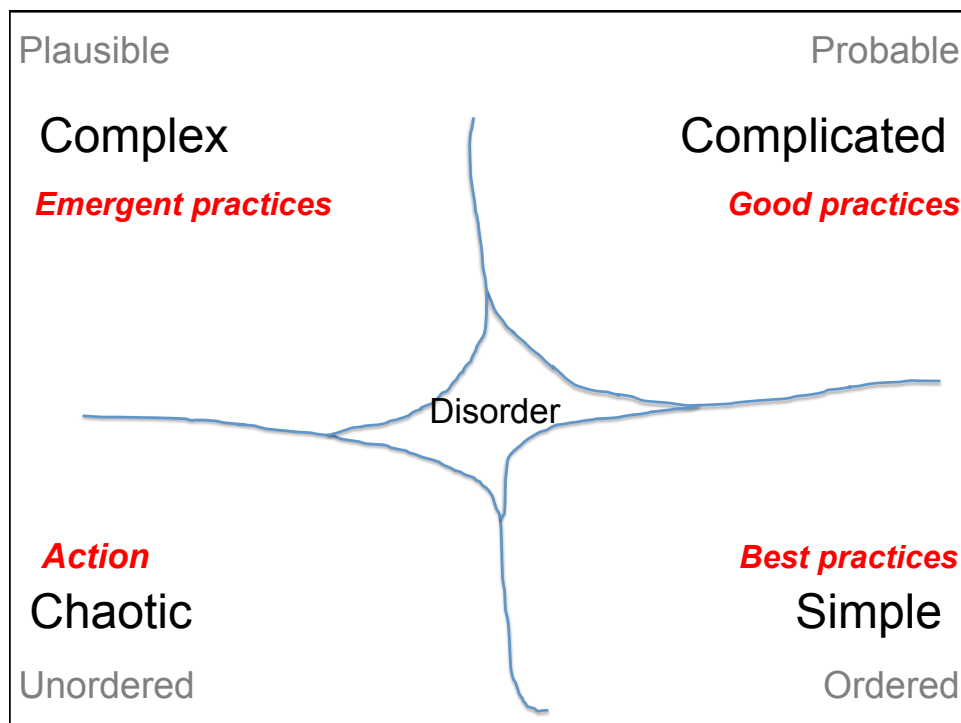 Plausible
Probable
Complex
Complicated
Emergent practices
Good practices
Disorder
Action
Best practices
Chaotic
Simple
Unordered
Ordered